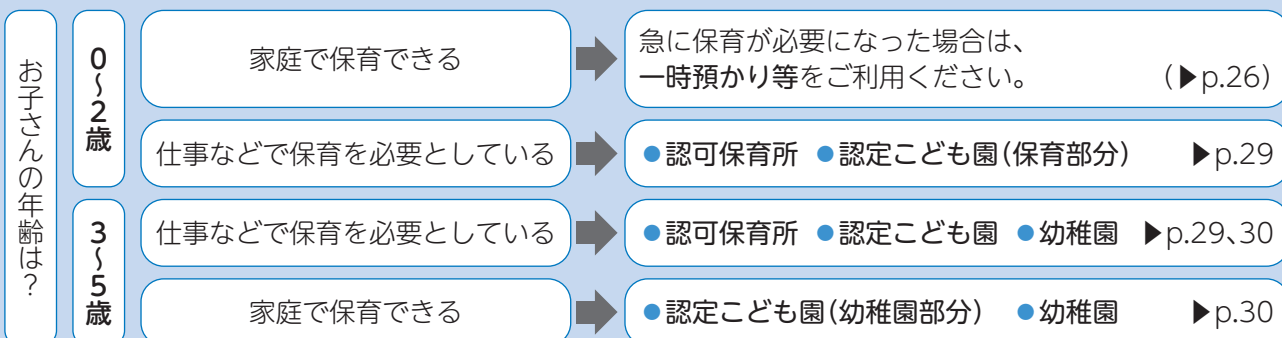 お子さんの年齢は？
0〜2歳
家庭で保育できる
急に保育が必要になった場合は、
一時預かり等をご利用ください。 (▶p.26)
仕事などで保育を必要としている
●認可保育所 ●認定こども園(保育部分) ▶p.29
3〜5歳
仕事などで保育を必要としている
●認可保育所 ●認定こども園 ●幼稚園 ▶p.29、30
家庭で保育できる
●認定こども園(幼稚園部分) ●幼稚園 ▶p.30